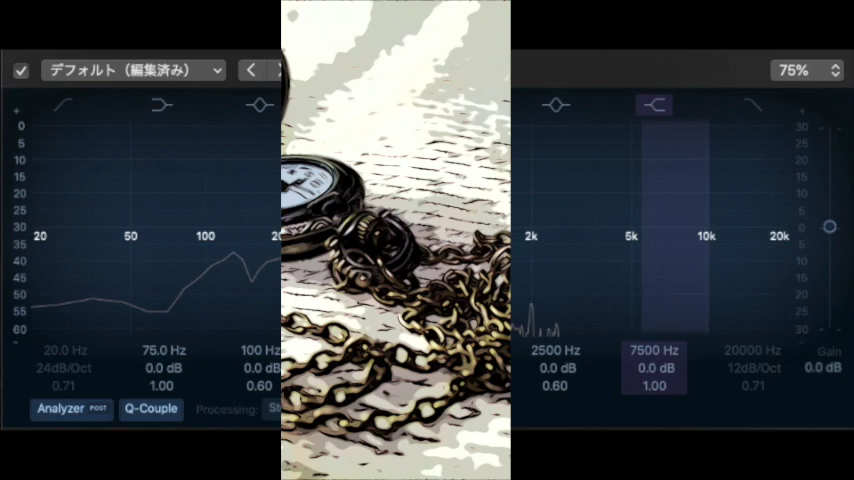 デフォルト（編集済み）
75%
+ +
0 30
5 25
10 20
15 15
20 10
25 5
30 0
20 50 100 2k 5k 10k 20k
35 5
40 10
45 15
50 20
55 25
60 30
- -
20.0 Hz 75.0 Hz 100 Hz 2500 Hz 7500 Hz 20000 Hz Gain
24dB/Oct 0.0 dB 0.0 dB 0.0 dB 0.0 dB 12dB/Oct 0.0 dB
0.71 1.00 0.60 0.60 1.00 0.71
Analyzer POST Q-Couple Processing: